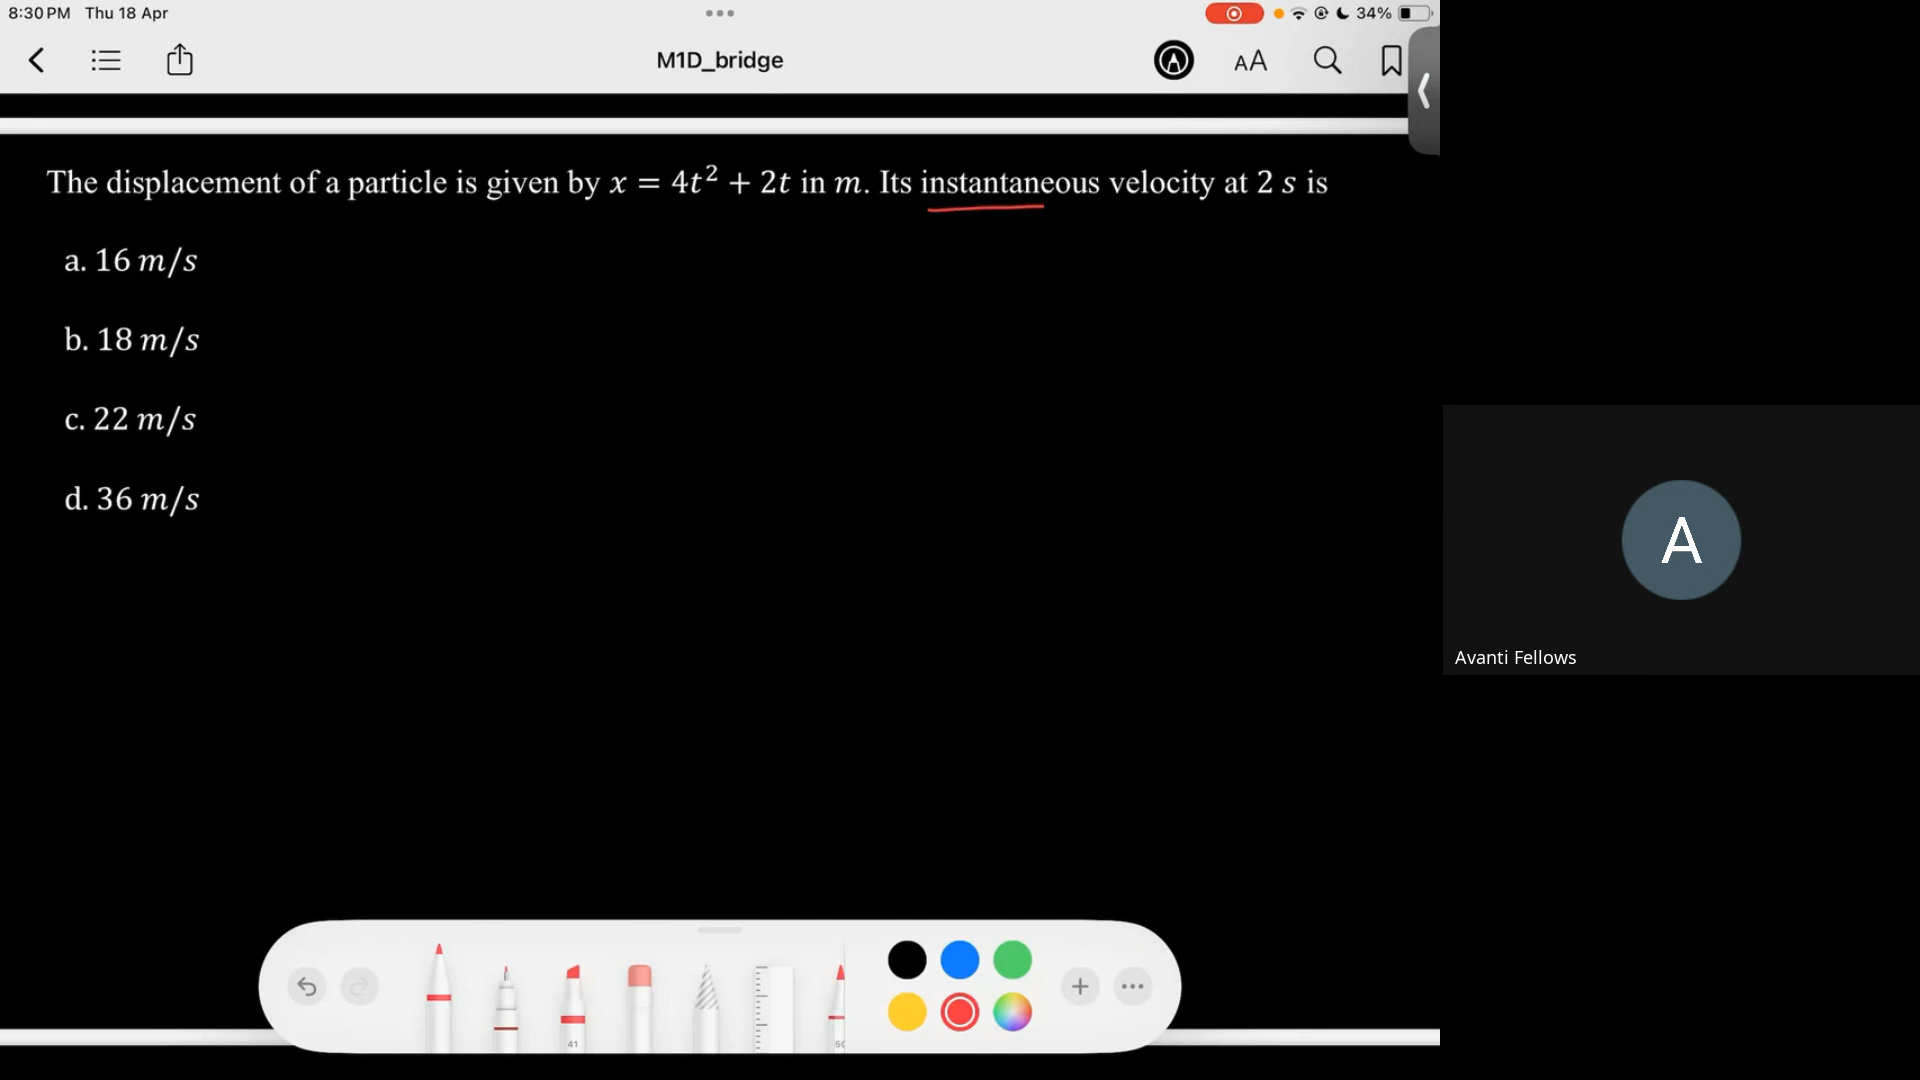 8:30 PM Thu 18 Apr
34%
M1D_bridge
AA
The displacement of a particle is given by x = 4t² + 2t in m. Its instantaneous velocity at 2 s is
a. 16 m/s
b. 18 m/s
c. 22 m/s
d. 36 m/s
A
Avanti Fellows
41